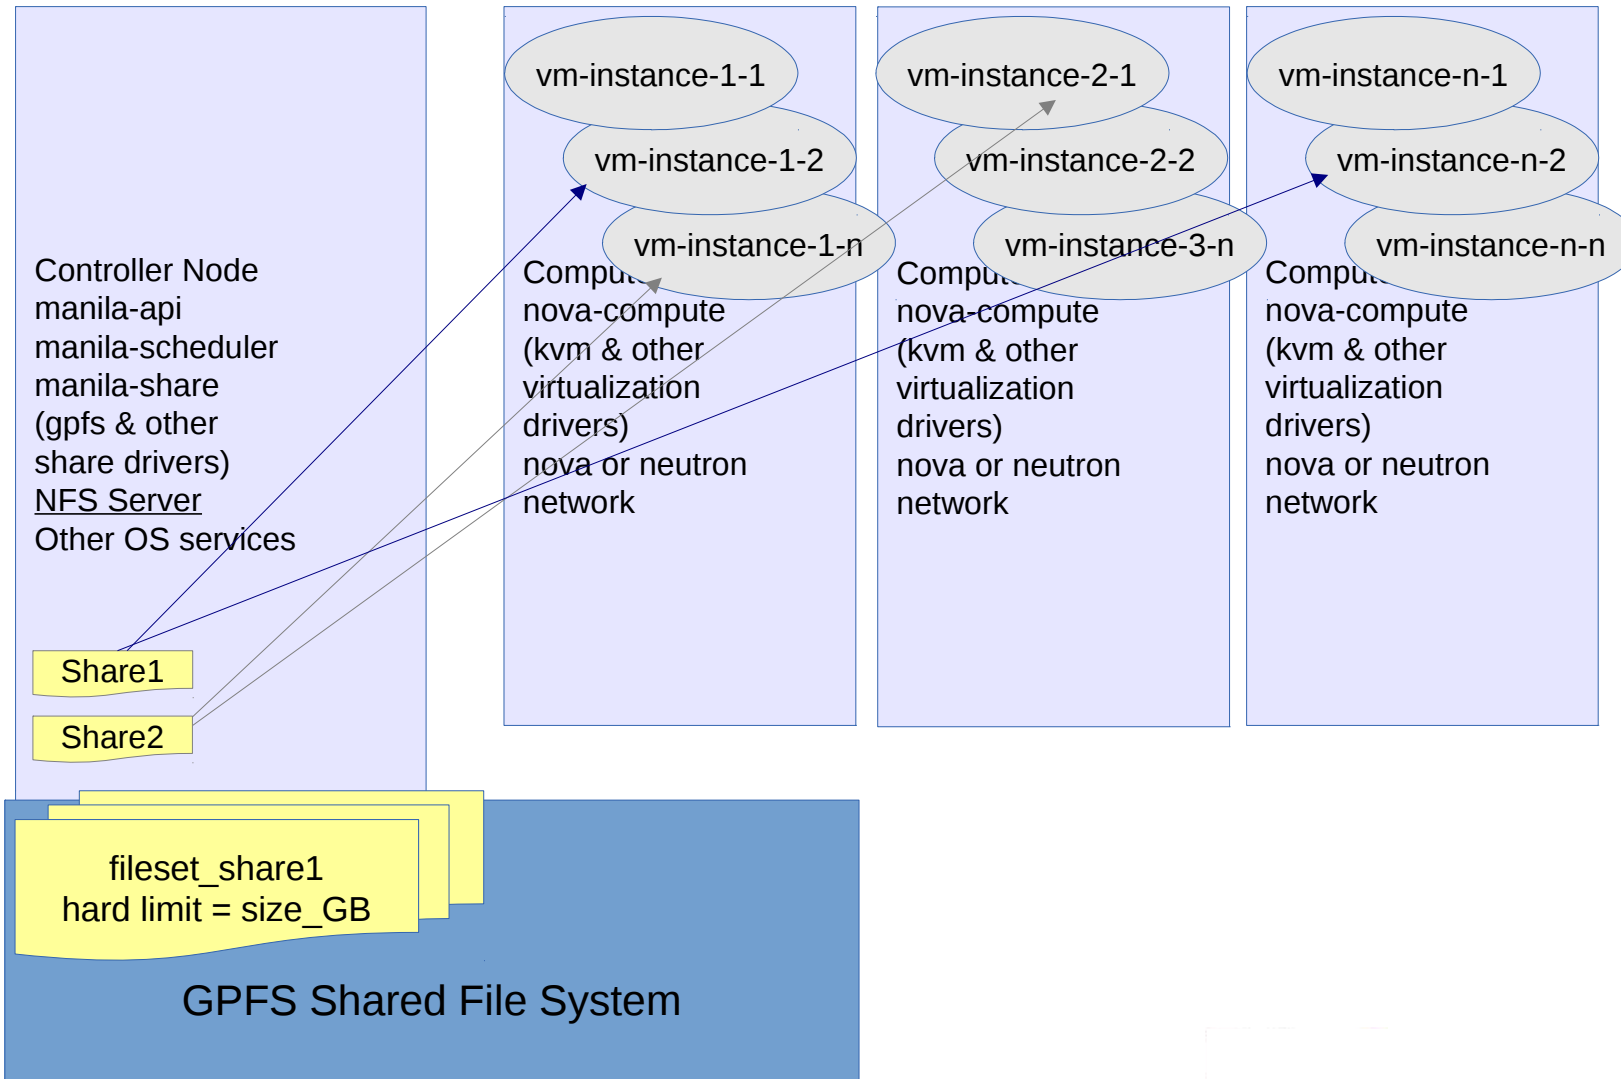 Controller Node
manila-api
manila-scheduler
manila-share
(gpfs & other
share drivers)
NFS Server
Other OS services
Share1
Share2
fileset_share1
hard limit = size_GB
GPFS Shared File System
vm-instance-1-1
vm-instance-1-2
vm-instance-1-n
nova-compute
(kvm & other
virtualization
drivers)
nova or neutron
network
vm-instance-2-1
vm-instance-2-2
vm-instance-3-n
nova-compute
(kvm & other
virtualization
drivers)
nova or neutron
network
vm-instance-n-1
vm-instance-n-2
vm-instance-n-n
nova-compute
(kvm & other
virtualization
drivers)
nova or neutron
network